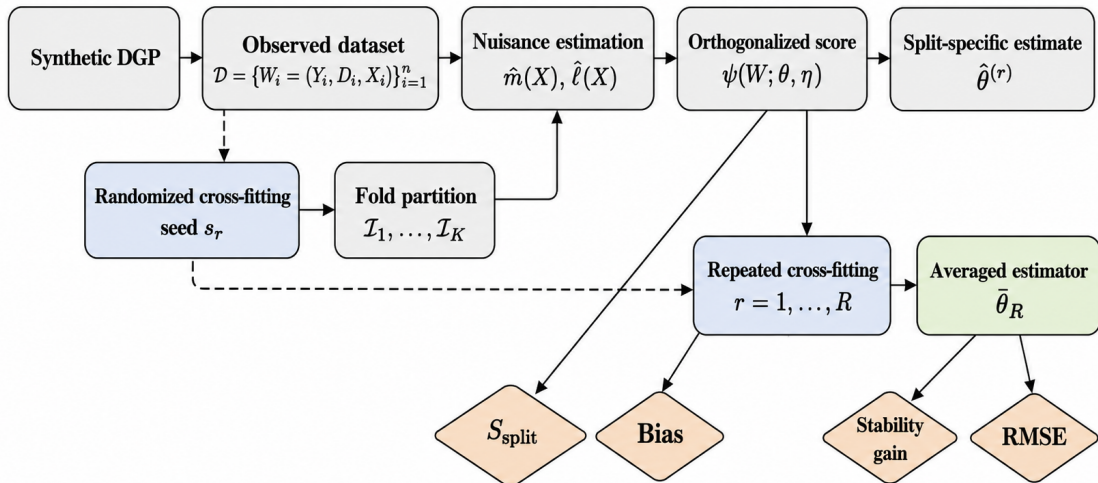 Synthetic DGP
Observed dataset
𝒟 = {W_i = (Y_i, D_i, X_i)}_{i=1}^n
Nuisance estimation
m̂(X), ℓ̂(X)
Orthogonalized score
ψ(W; θ, η)
Split-specific estimate
θ̂^{(r)}
Randomized cross-fitting
seed s_r
Fold partition
ℐ_1, …, ℐ_K
Repeated cross-fitting
r = 1, …, R
Averaged estimator
θ̄_R
S_split
Bias
Stability
gain
RMSE